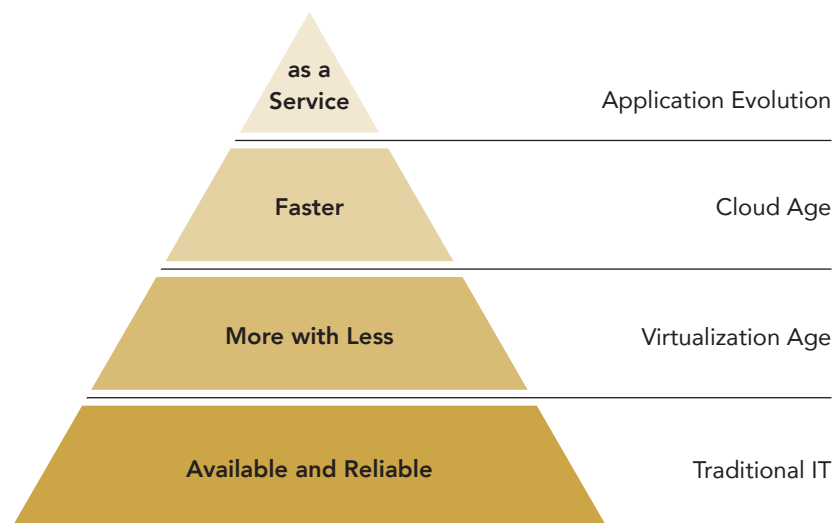 as a
Service
Application Evolution
Faster
Cloud Age
More with Less
Virtualization Age
Available and Reliable
Traditional IT